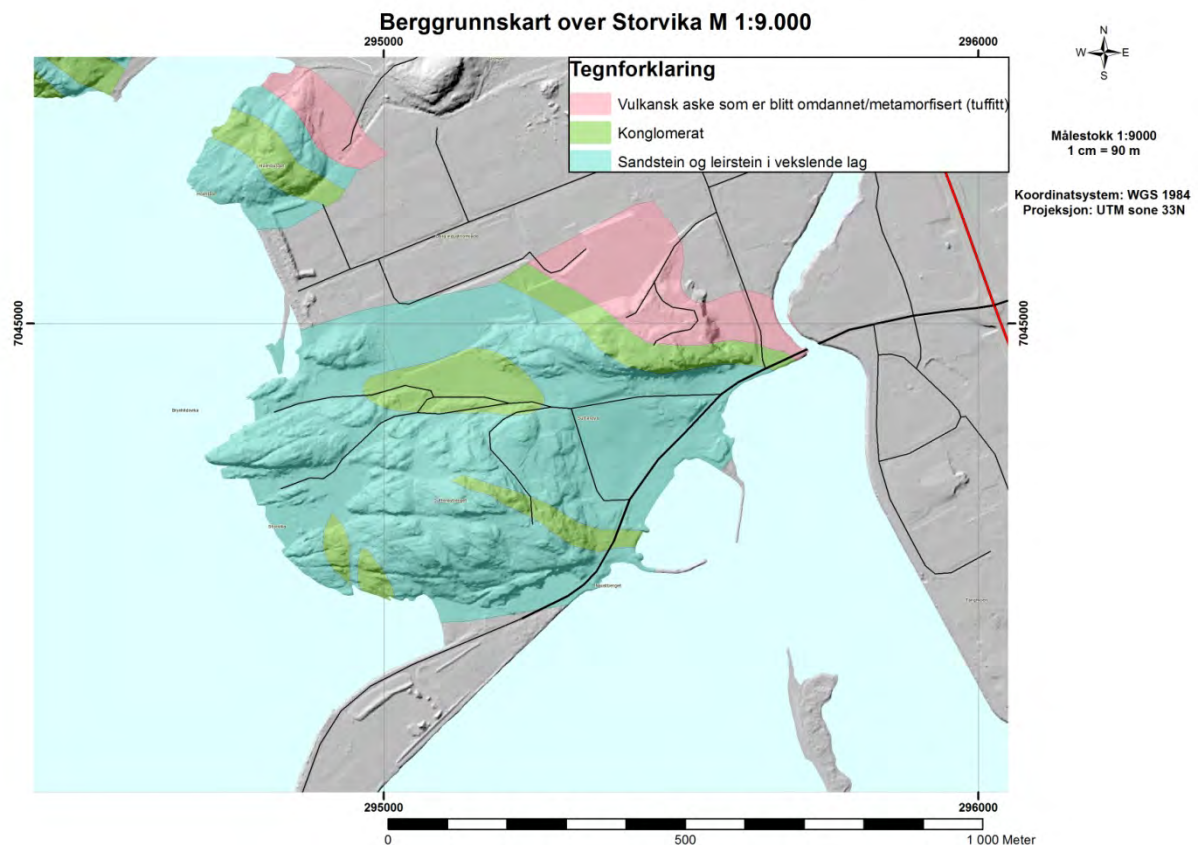 Berggrunnskart over Storvika M 1:9.000
295000
296000
N
W E
S
Tegnforklaring
Vulkansk aske som er blitt omdannet/metamorfisert (tuffitt)
Konglomerat
Sandstein og leirstein i vekslende lag
Målestokk 1:9000
1 cm = 90 m
Koordinatsystem: WGS 1984
Projeksjon: UTM sone 33N
7045000
7045000
295000
296000
0 500 1 000 Meter